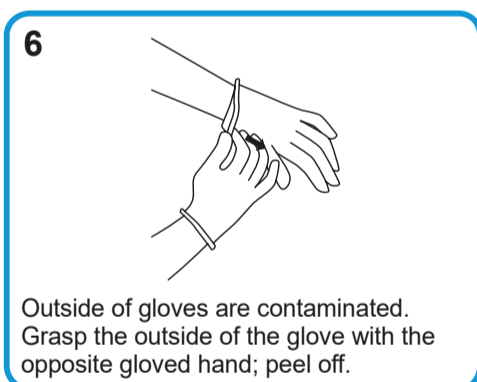 6
Outside of gloves are contaminated.
Grasp the outside of the glove with the
opposite gloved hand; peel off.